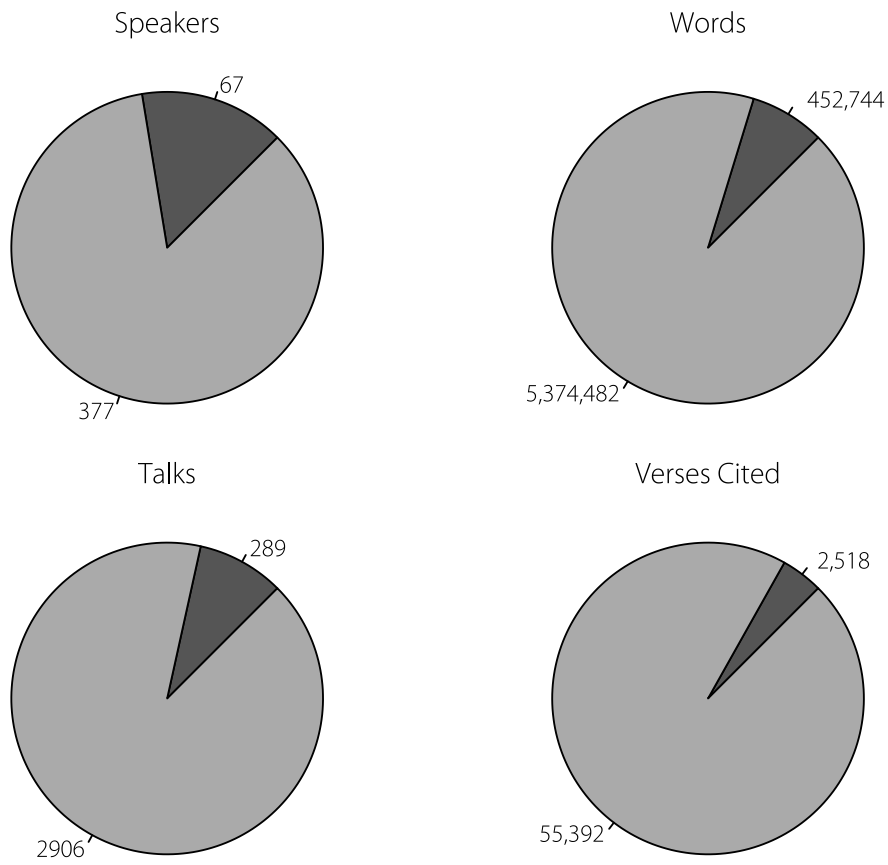 Speakers
67
377
Words
452,744
5,374,482
Talks
289
2906
Verses Cited
2,518
55,392